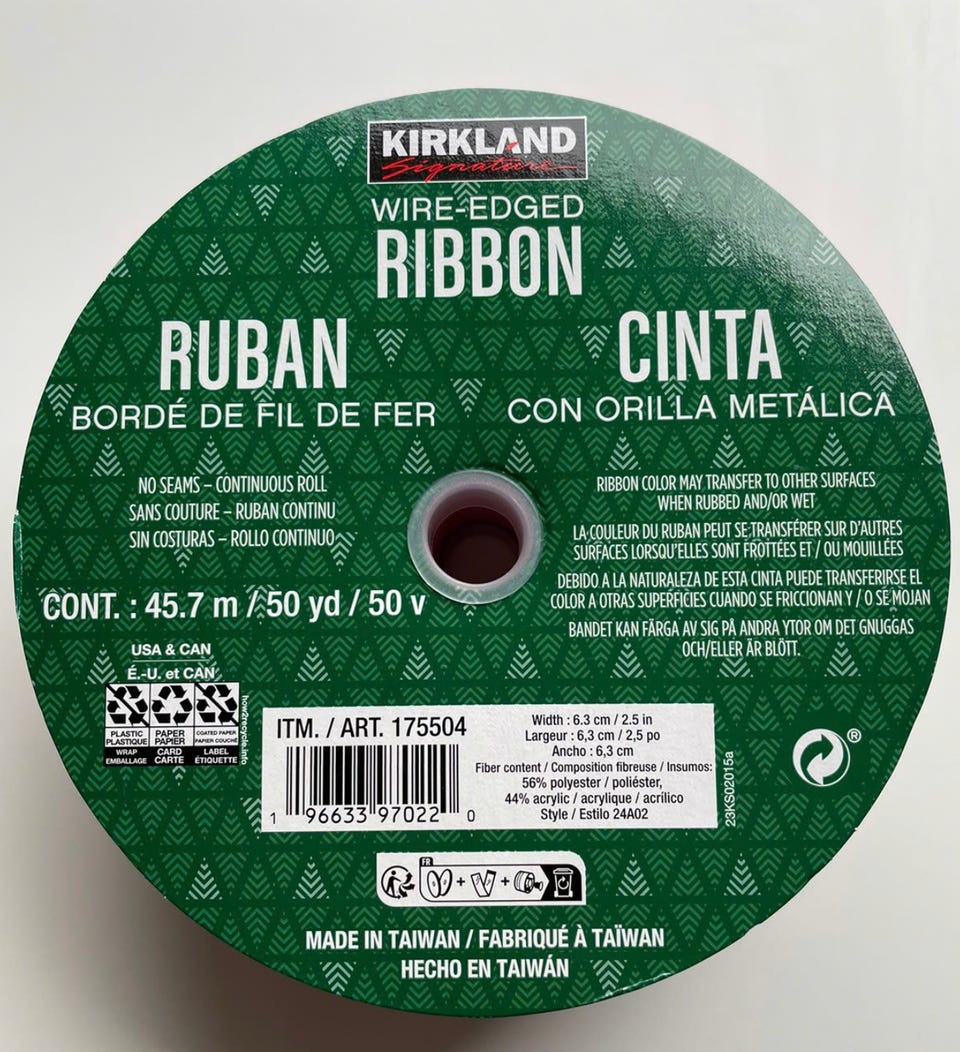 KIRKLAND
Signature
WIRE-EDGED
RIBBON
RUBAN
BORDÉ DE FIL DE FER
CINTA
CON ORILLA METÁLICA
NO SEAMS – CONTINUOUS ROLL
SANS COUTURE – RUBAN CONTINU
SIN COSTURAS – ROLLO CONTINUO
CONT. : 45.7 m / 50 yd / 50 v
RIBBON COLOR MAY TRANSFER TO OTHER SURFACES
WHEN RUBBED AND/OR WET
LA COULEUR DU RUBAN PEUT SE TRANSFÉRER SUR D'AUTRES
SURFACES LORSQU'ELLES SONT FROTTÉES ET / OU MOUILLÉES
DEBIDO A LA NATURALEZA DE ESTA CINTA PUEDE TRANSFERIRSE EL
COLOR A OTRAS SUPERFICIES CUANDO SE FRICCIONAN Y / O SE MOJAN
BANDET KAN FÄRGA AV SIG PÅ ANDRA YTOR OM DET GNUGGAS
OCH/ELLER ÄR BLÖTT.
USA & CAN
É.-U. et CAN
PLASTIC
PLASTIQUE
WRAP
EMBALLAGE
PAPER
PAPIER
CARD
CARTE
COATED PAPER
PAPIER COUCHÉ
LABEL
ÉTIQUETTE
how2recycle.info
ITM. / ART. 175504
1 96633 97022 0
Width : 6.3 cm / 2.5 in
Largeur : 6,3 cm / 2,5 po
Ancho : 6,3 cm
Fiber content / Composition fibreuse / Insumos:
56% polyester / poliéster,
44% acrylic / acrylique / acrílico
Style / Estilo 24A02
23KS02015a
®
FR
+ +
MADE IN TAIWAN / FABRIQUÉ À TAÏWAN
HECHO EN TAIWÁN